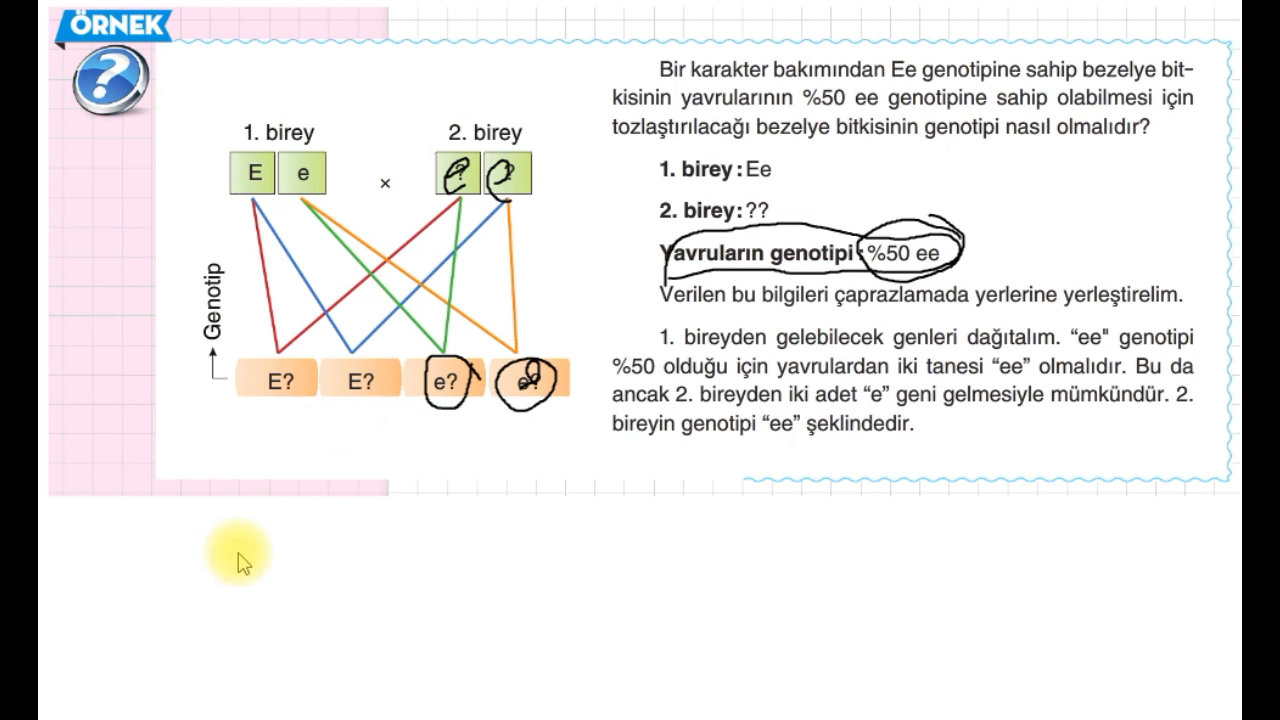 ÖRNEK
?
1. birey 2. birey
E e × e
Genotip
E? E? e? e
Bir karakter bakımından Ee genotipine sahip bezelye bit-
kisinin yavrularının %50 ee genotipine sahip olabilmesi için
tozlaştırılacağı bezelye bitkisinin genotipi nasıl olmalıdır?
1. birey : Ee
2. birey: ??
Yavruların genotipi : %50 ee
Verilen bu bilgileri çaprazlamada yerlerine yerleştirelim.
1. bireyden gelebilecek genleri dağıtalım. “ee" genotipi
%50 olduğu için yavrulardan iki tanesi “ee” olmalıdır. Bu da
ancak 2. bireyden iki adet “e” geni gelmesiyle mümkündür. 2.
bireyin genotipi “ee” şeklindedir.